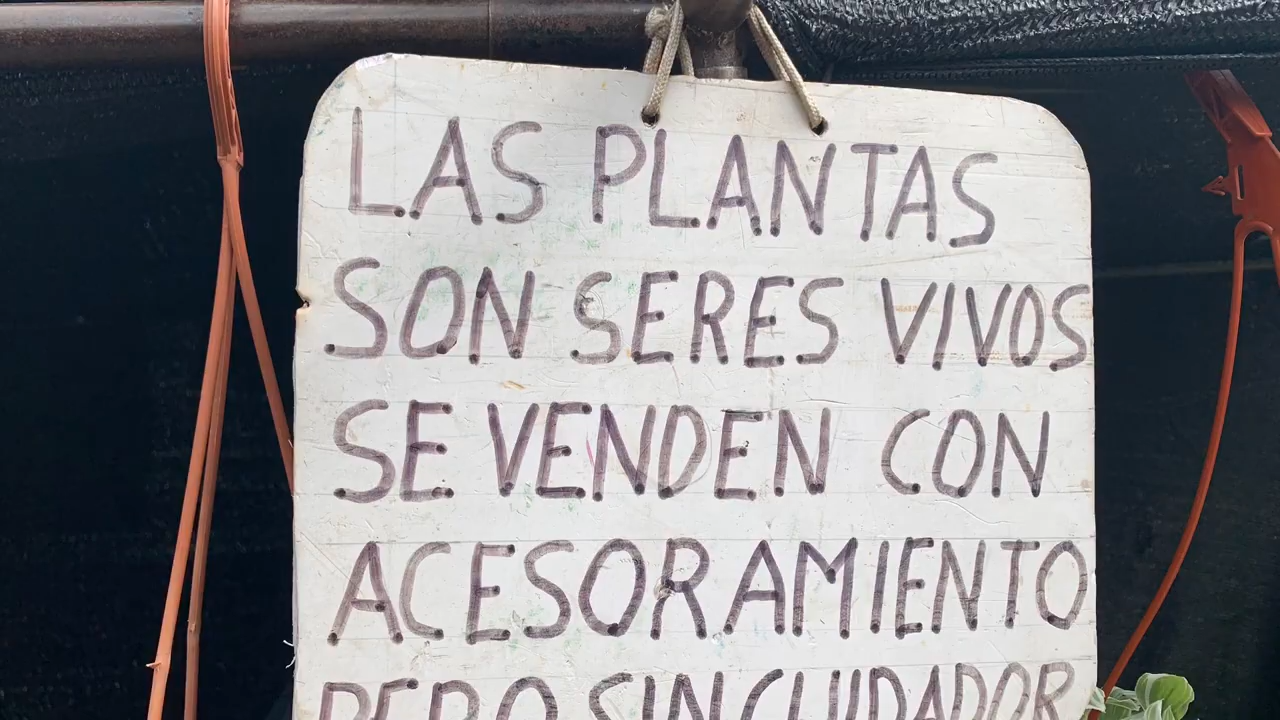 LAS PLANTAS
SON SERES VIVOS
SE VENDEN CON
ACESORAMIENTO
PERO SIN CUIDADOR